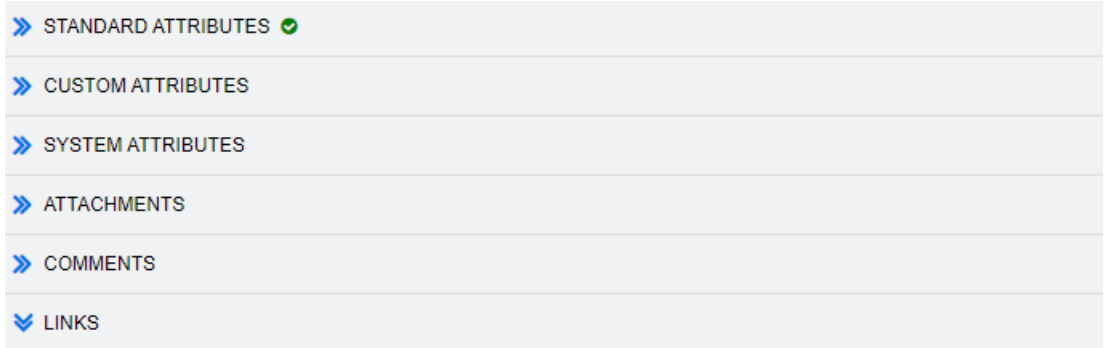 STANDARD ATTRIBUTES
CUSTOM ATTRIBUTES
SYSTEM ATTRIBUTES
ATTACHMENTS
COMMENTS
LINKS